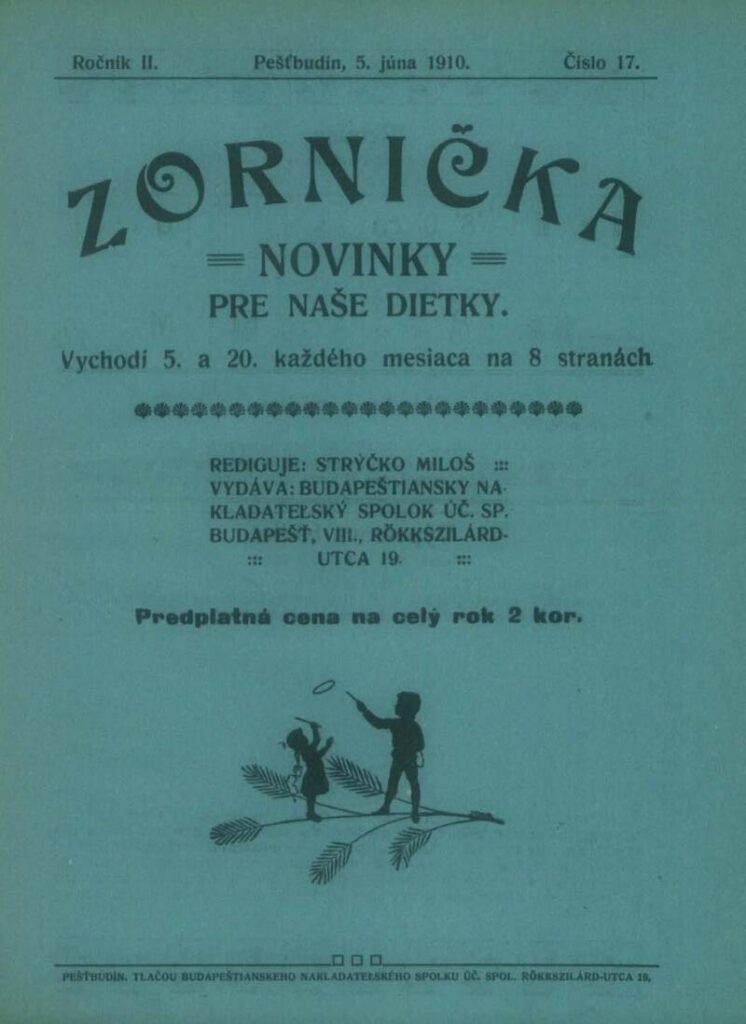 Ročník II. Pešťbudín, 5. júna 1910. Číslo 17.
ZORNIČKA
NOVINKY
PRE NAŠE DIETKY.
Vychodí 5. a 20. každého mesiaca na 8 stranách
REDIGUJE: STRÝČKO MILOŠ
VYDÁVA: BUDAPEŠTIANSKY NA-
KLADATEĽSKÝ SPOLOK ÚČ. SP.
BUDAPEŠŤ, VIII., RÖKKSZILÁRD-
UTCA 19.
Predplatná cena na celý rok 2 kor.
PEŠŤBUDÍN. TLAČOU BUDAPEŠTIANSKEHO NAKLADATEĽSKÉHO SPOLKU ÚČ. SPOL. RÖKKSZILÁRD-UTCA 19.